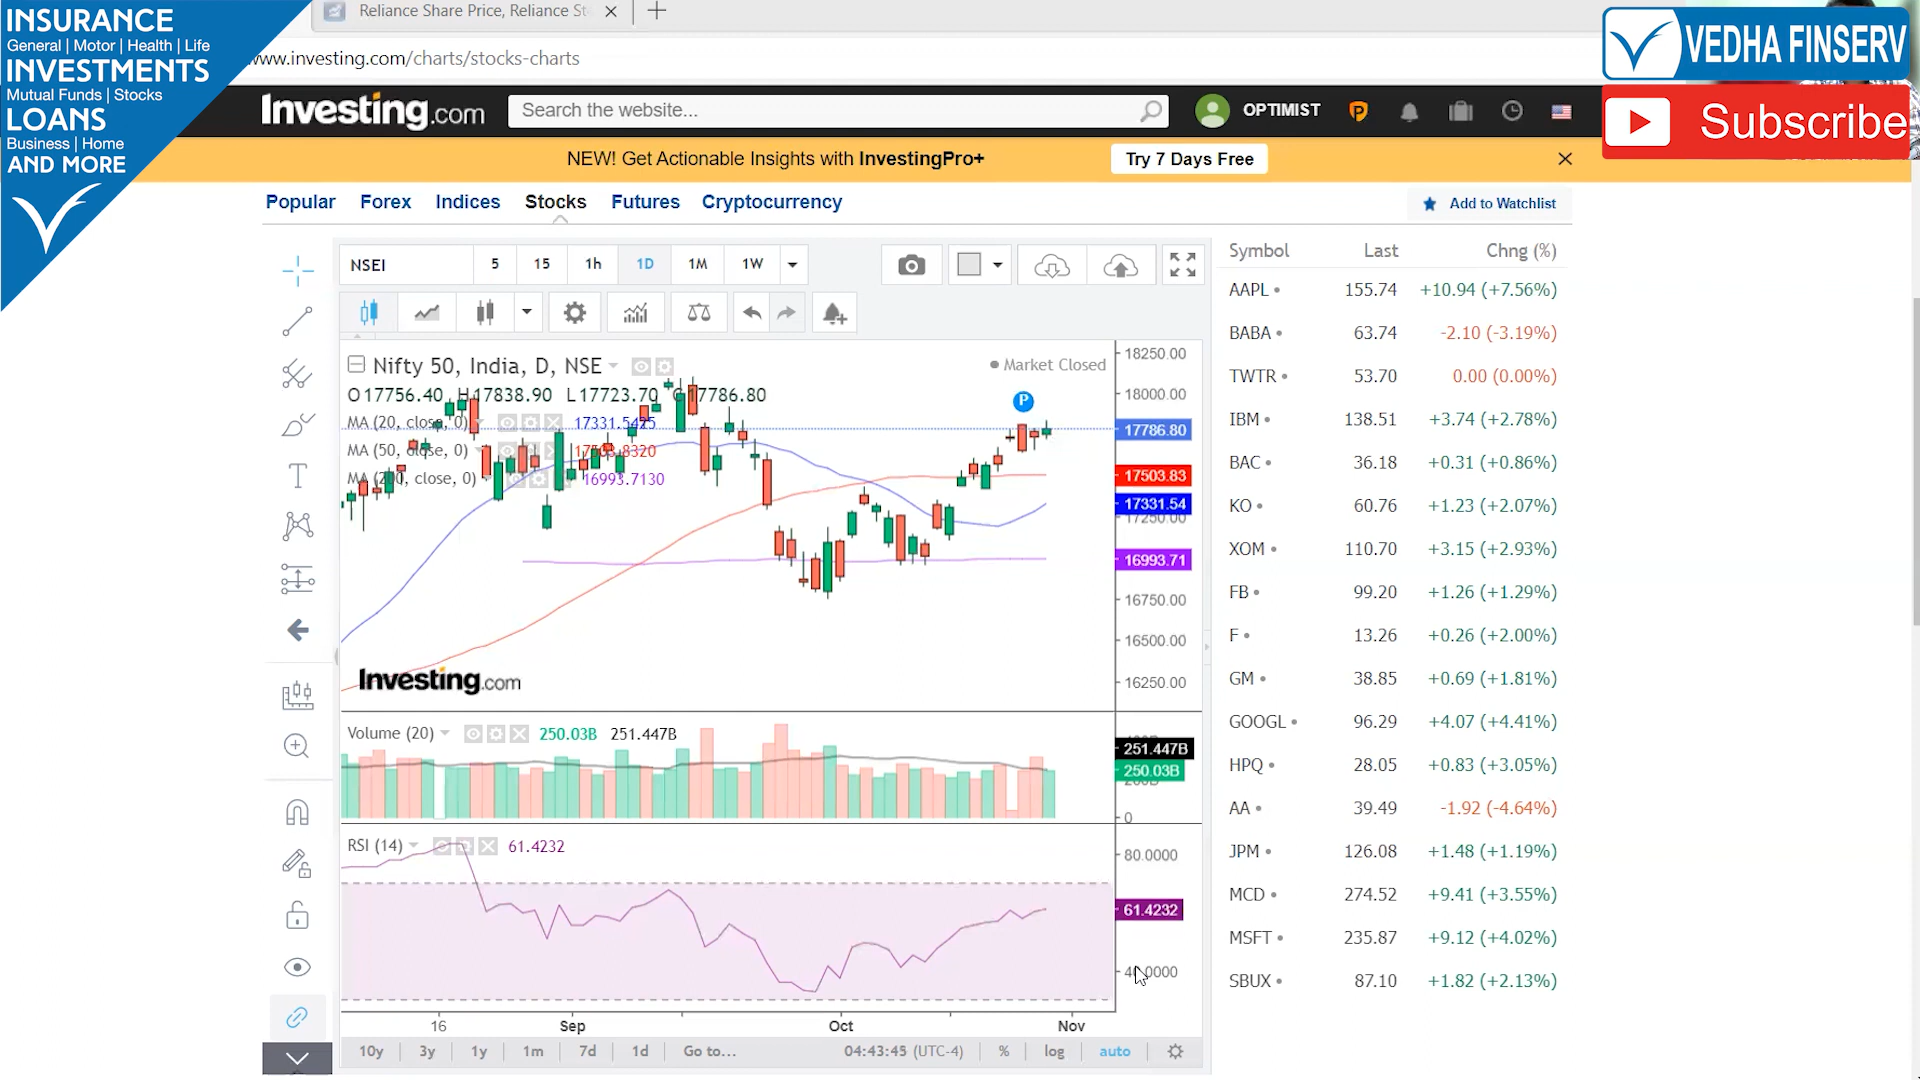 INSURANCE
General | Motor | Health | Life
INVESTMENTS
Mutual Funds | Stocks
LOANS
Business | Home
AND MORE
Reliance Share Price, Reliance St
www.investing.com/charts/stocks-charts
VEDHA FINSERV
Subscribe
Investing.com
Search the website...
OPTIMIST
NEW! Get Actionable Insights with InvestingPro+
Try 7 Days Free
Popular Forex Indices Stocks Futures Cryptocurrency
Add to Watchlist
NSEI 5 15 1h 1D 1M 1W
Nifty 50, India, D, NSE
Market Closed
O17756.40 H17838.90 L17723.70 C17786.80
MA (20, close, 0) 17331.5425
MA (50, close, 0) 17503.8320
MA (200, close, 0) 16993.7130
P
18250.00
18000.00
17786.80
17503.83
17331.54
17250.00
16993.71
16750.00
16500.00
16250.00
Investing.com
Volume (20) 250.03B 251.447B
251.447B
250.03B
0
RSI (14) 61.4232
80.0000
61.4232
40.0000
16 Sep Oct Nov
10y 3y 1y 1m 7d 1d Go to... 04:43:45 (UTC-4) % log auto
Symbol Last Chng (%)
AAPL 155.74 +10.94 (+7.56%)
BABA 63.74 -2.10 (-3.19%)
TWTR 53.70 0.00 (0.00%)
IBM 138.51 +3.74 (+2.78%)
BAC 36.18 +0.31 (+0.86%)
KO 60.76 +1.23 (+2.07%)
XOM 110.70 +3.15 (+2.93%)
FB 99.20 +1.26 (+1.29%)
F 13.26 +0.26 (+2.00%)
GM 38.85 +0.69 (+1.81%)
GOOGL 96.29 +4.07 (+4.41%)
HPQ 28.05 +0.83 (+3.05%)
AA 39.49 -1.92 (-4.64%)
JPM 126.08 +1.48 (+1.19%)
MCD 274.52 +9.41 (+3.55%)
MSFT 235.87 +9.12 (+4.02%)
SBUX 87.10 +1.82 (+2.13%)